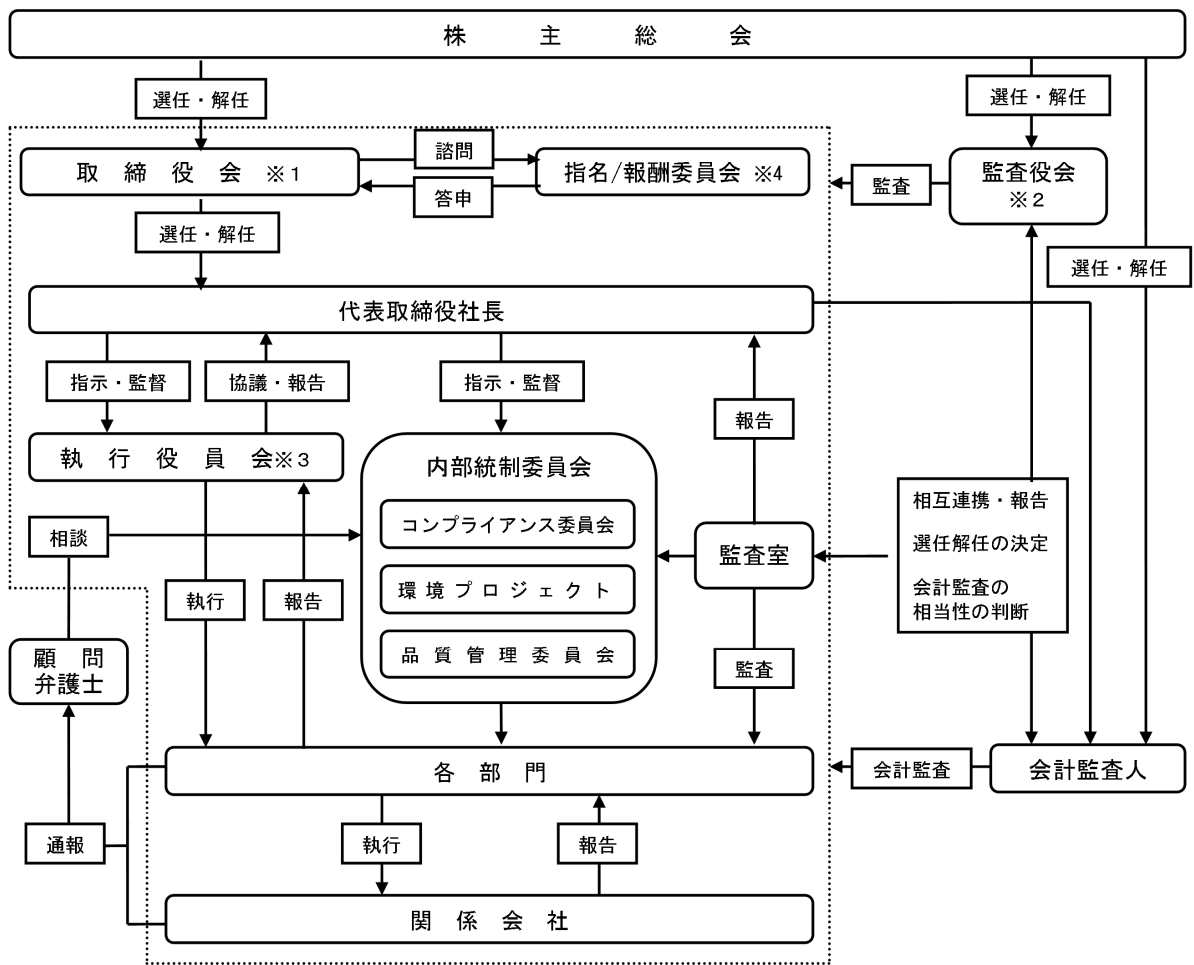 株主総会
選任・解任
選任・解任
諮問
取締役会 ※1
指名/報酬委員会 ※4
監査
監査役会
※2
答申
選任・解任
選任・解任
代表取締役社長
指示・監督
協議・報告
指示・監督
報告
執行役員会※3
内部統制委員会
相互連携・報告
選任解任の決定
会計監査の
相当性の判断
コンプライアンス委員会
相談
監査室
環境プロジェクト
執行
報告
品質管理委員会
監査
顧問
弁護士
各部門
会計監査
会計監査人
通報
執行
報告
関係会社